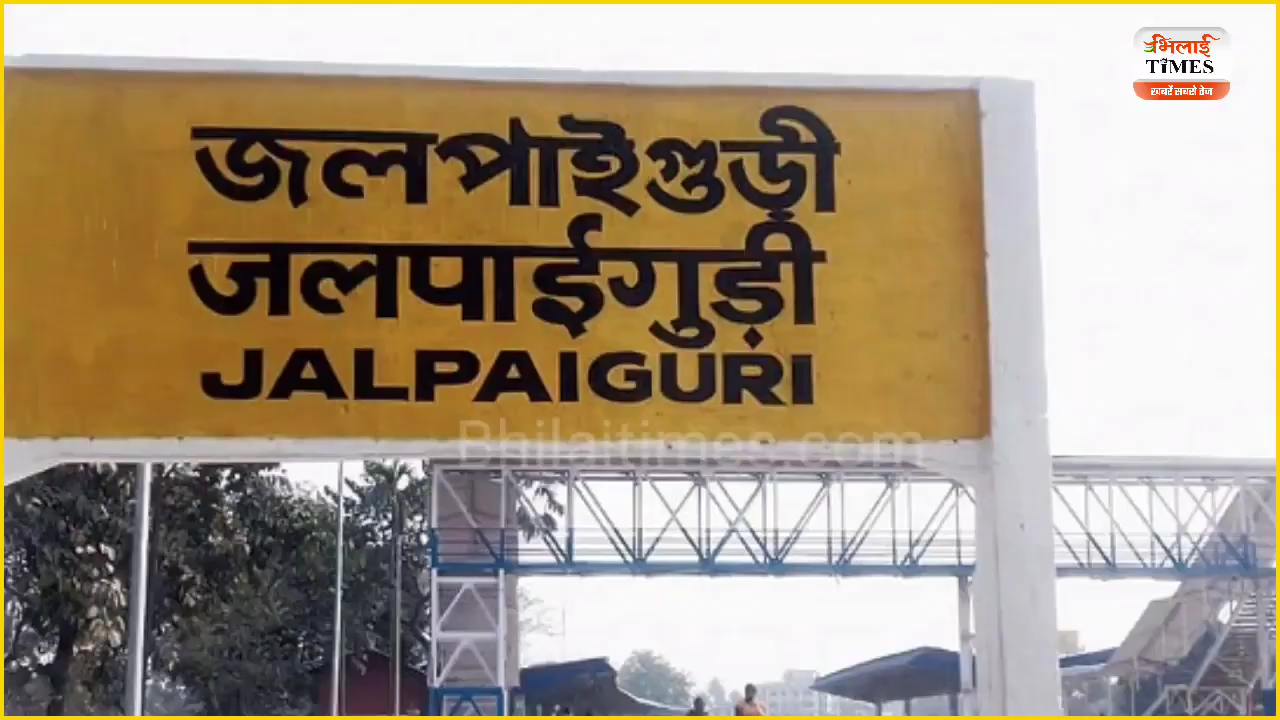 भिलाई
TiMES
खबरें सबसे तेज
জলপাইগুড়ি
जलपाईगुड़ी
JALPAIGURI
Bhilaitimes.com